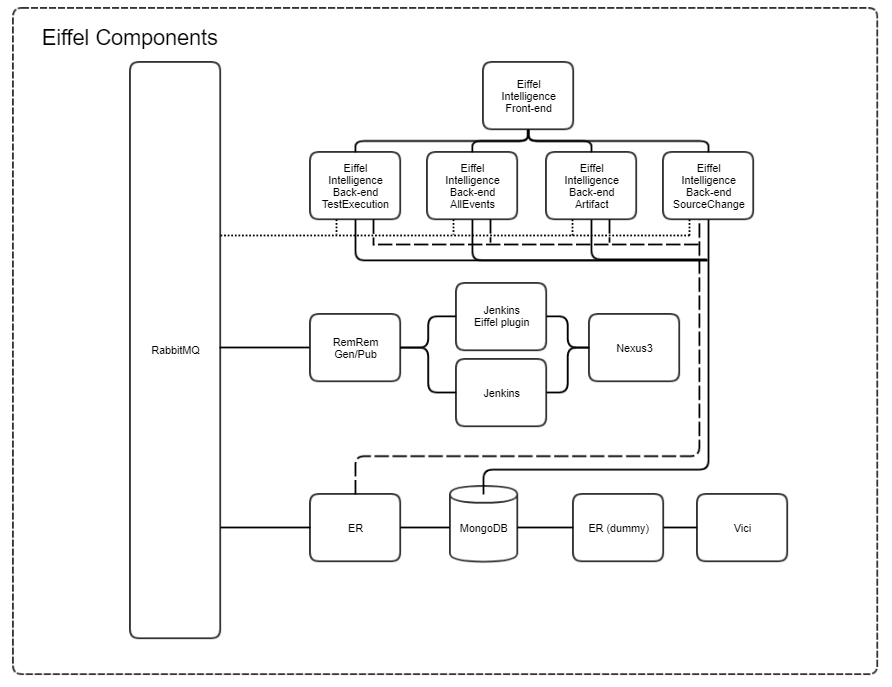 Eiffel Components
Eiffel
Intelligence
Front-end
Eiffel
Intelligence
Back-end
TestExecution
Eiffel
Intelligence
Back-end
AllEvents
Eiffel
Intelligence
Back-end
Artifact
Eiffel
Intelligence
Back-end
SourceChange
RabbitMQ
RemRem
Gen/Pub
Jenkins
Eiffel plugin
Jenkins
Nexus3
ER
MongoDB
ER (dummy)
Vici